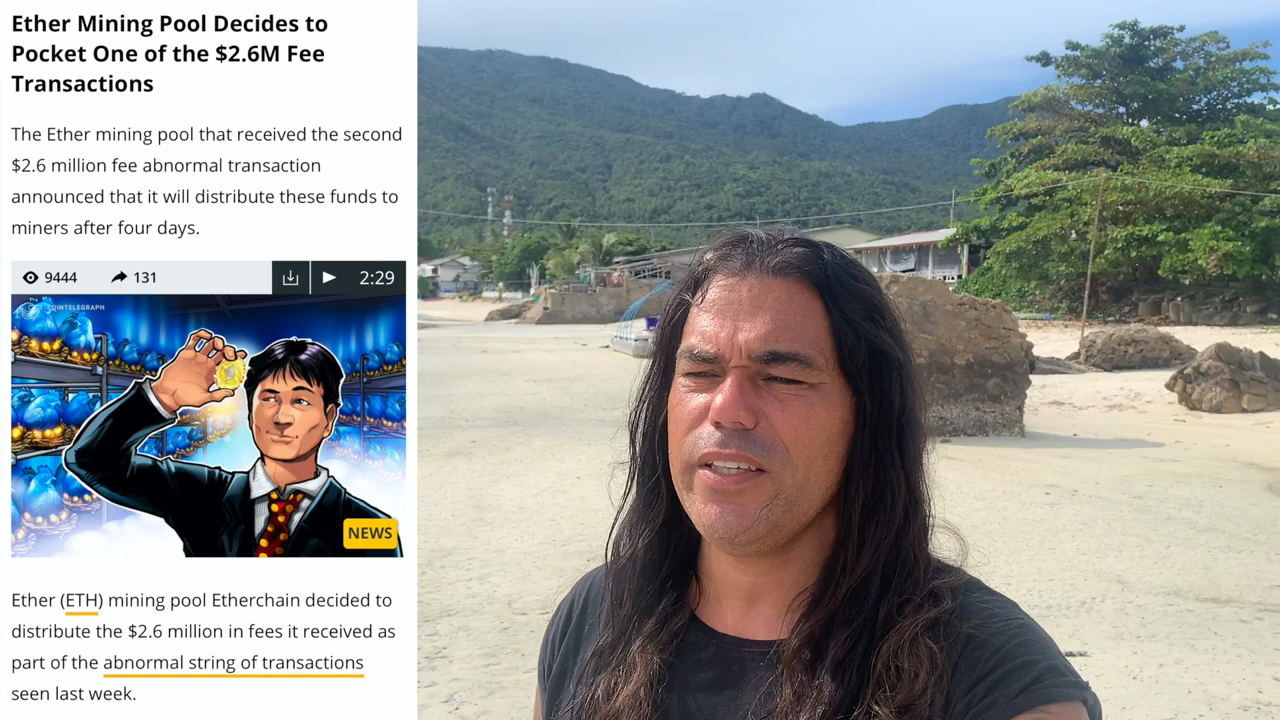 Ether Mining Pool Decides to
Pocket One of the $2.6M Fee
Transactions
The Ether mining pool that received the second
$2.6 million fee abnormal transaction
announced that it will distribute these funds to
miners after four days.
9444 131 2:29
COINTELEGRAPH
NEWS
Ether (ETH) mining pool Etherchain decided to
distribute the $2.6 million in fees it received as
part of the abnormal string of transactions
seen last week.